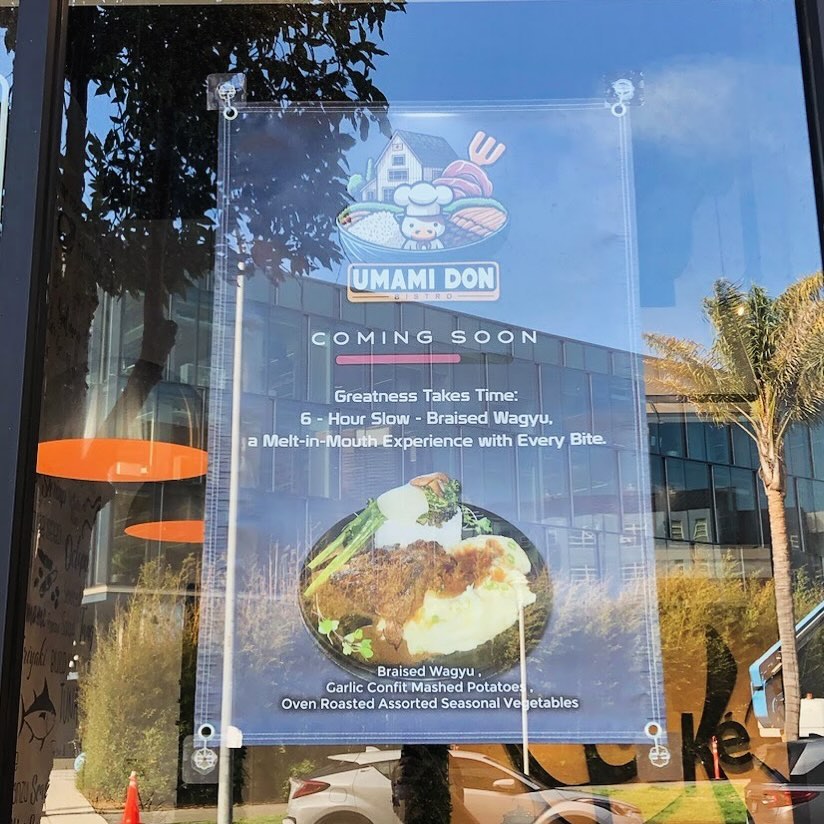 UMAMI DON
BISTRO
COMING SOON
Greatness Takes Time:
6 - Hour Slow - Braised Wagyu,
a Melt-in-Mouth Experience with Every Bite.
Braised Wagyu ,
Garlic Confit Mashed Potatoes ,
Oven Roasted Assorted Seasonal Vegetables
ké